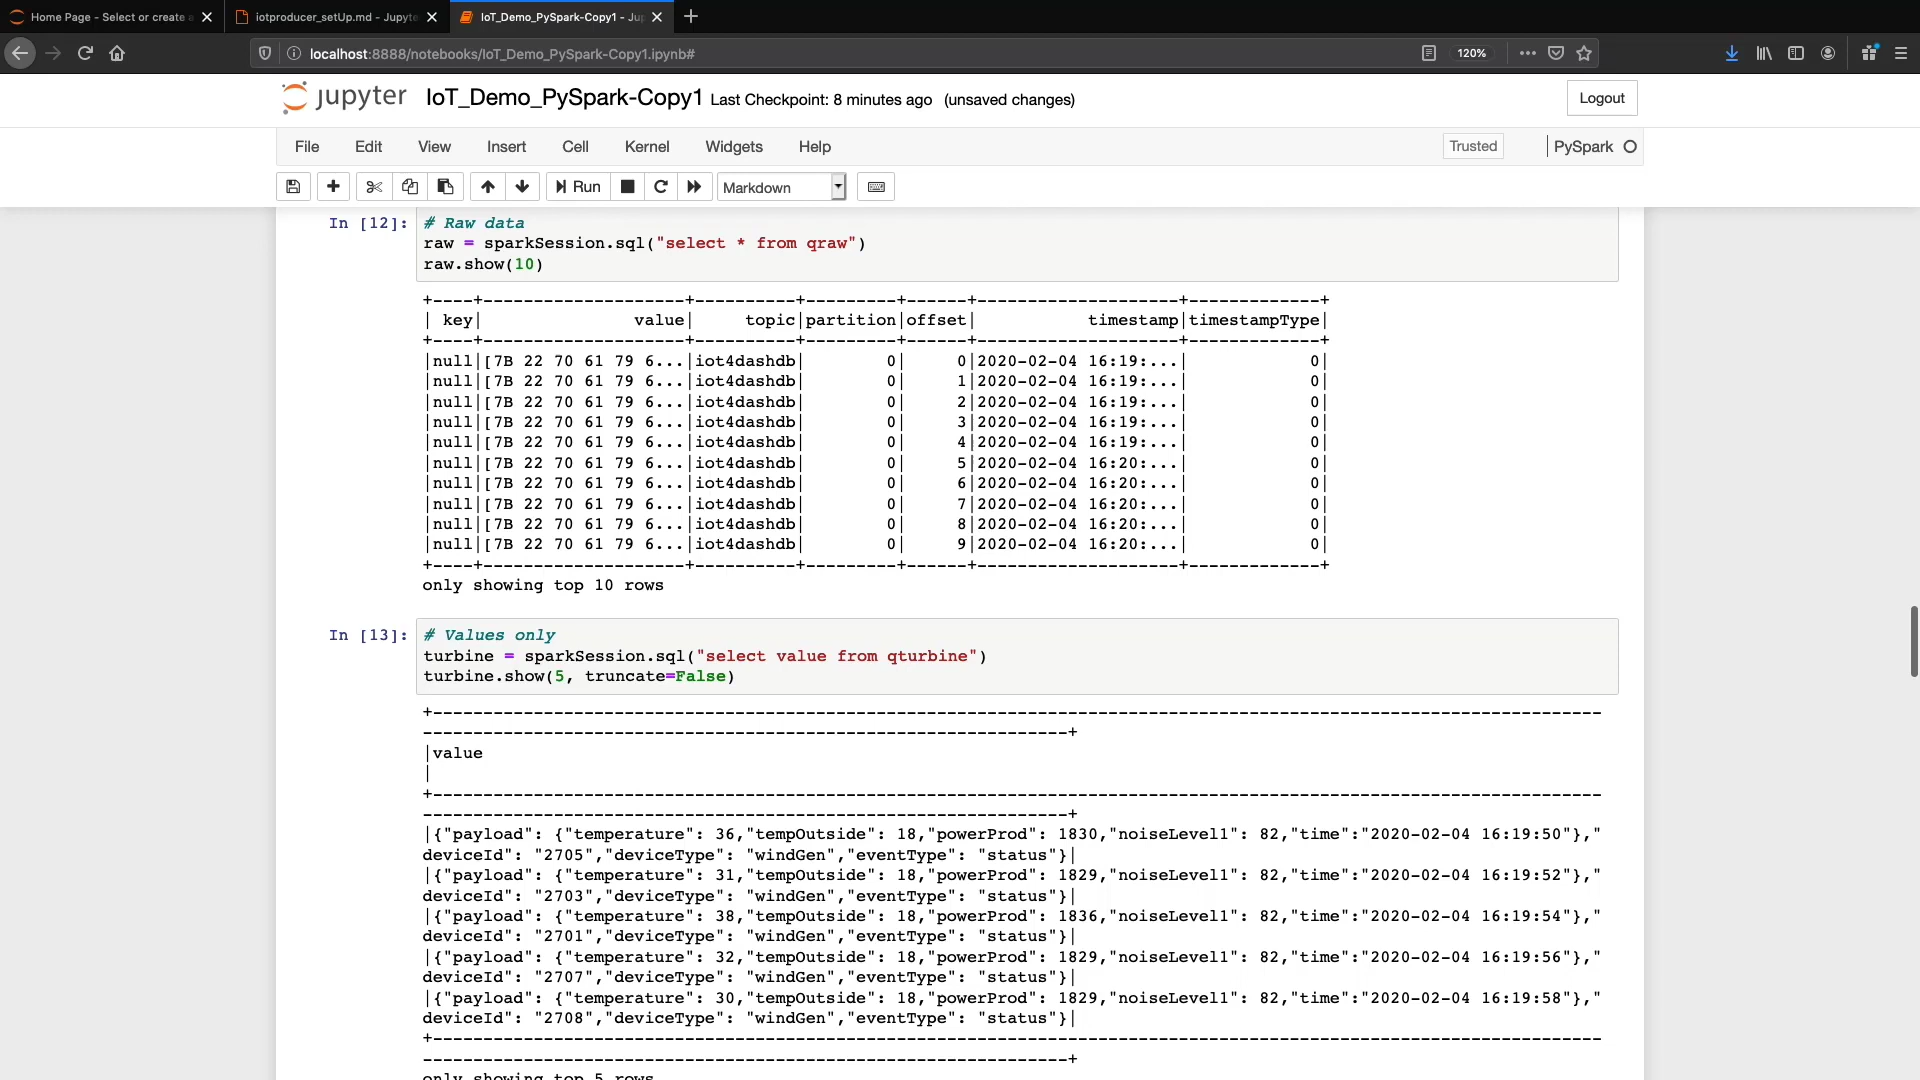 Home Page - Select or create a
iotproducer_setUp.md - Jupyte
IoT_Demo_PySpark-Copy1 - Jup
localhost:8888/notebooks/IoT_Demo_PySpark-Copy1.ipynb#
120%
jupyter IoT_Demo_PySpark-Copy1 Last Checkpoint: 8 minutes ago (unsaved changes)
Logout
File Edit View Insert Cell Kernel Widgets Help
Trusted
PySpark
Run
Markdown
In [12]: # Raw data
raw = sparkSession.sql("select * from qraw")
raw.show(10)
+----+--------------------+----------+---------+------+--------------------+-------------+
| key|               value|     topic|partition|offset|           timestamp|timestampType|
+----+--------------------+----------+---------+------+--------------------+-------------+
|null|[7B 22 70 61 79 6...|iot4dashdb|        0|     0|2020-02-04 16:19:...|            0|
|null|[7B 22 70 61 79 6...|iot4dashdb|        0|     1|2020-02-04 16:19:...|            0|
|null|[7B 22 70 61 79 6...|iot4dashdb|        0|     2|2020-02-04 16:19:...|            0|
|null|[7B 22 70 61 79 6...|iot4dashdb|        0|     3|2020-02-04 16:19:...|            0|
|null|[7B 22 70 61 79 6...|iot4dashdb|        0|     4|2020-02-04 16:19:...|            0|
|null|[7B 22 70 61 79 6...|iot4dashdb|        0|     5|2020-02-04 16:20:...|            0|
|null|[7B 22 70 61 79 6...|iot4dashdb|        0|     6|2020-02-04 16:20:...|            0|
|null|[7B 22 70 61 79 6...|iot4dashdb|        0|     7|2020-02-04 16:20:...|            0|
|null|[7B 22 70 61 79 6...|iot4dashdb|        0|     8|2020-02-04 16:20:...|            0|
|null|[7B 22 70 61 79 6...|iot4dashdb|        0|     9|2020-02-04 16:20:...|            0|
+----+--------------------+----------+---------+------+--------------------+-------------+
only showing top 10 rows
In [13]: # Values only
turbine = sparkSession.sql("select value from qturbine")
turbine.show(5, truncate=False)
+--------------------------------------------------------------------------------------------------------------------
----------------------------------------------------------------+
|value
|
+--------------------------------------------------------------------------------------------------------------------
----------------------------------------------------------------+
|{"payload": {"temperature": 36,"tempOutside": 18,"powerProd": 1830,"noiseLevel1": 82,"time":"2020-02-04 16:19:50"},"
deviceId": "2705","deviceType": "windGen","eventType": "status"}|
|{"payload": {"temperature": 31,"tempOutside": 18,"powerProd": 1829,"noiseLevel1": 82,"time":"2020-02-04 16:19:52"},"
deviceId": "2703","deviceType": "windGen","eventType": "status"}|
|{"payload": {"temperature": 38,"tempOutside": 18,"powerProd": 1836,"noiseLevel1": 82,"time":"2020-02-04 16:19:54"},"
deviceId": "2701","deviceType": "windGen","eventType": "status"}|
|{"payload": {"temperature": 32,"tempOutside": 18,"powerProd": 1829,"noiseLevel1": 82,"time":"2020-02-04 16:19:56"},"
deviceId": "2707","deviceType": "windGen","eventType": "status"}|
|{"payload": {"temperature": 30,"tempOutside": 18,"powerProd": 1829,"noiseLevel1": 82,"time":"2020-02-04 16:19:58"},"
deviceId": "2708","deviceType": "windGen","eventType": "status"}|
+--------------------------------------------------------------------------------------------------------------------
----------------------------------------------------------------+
only showing top 5 rows